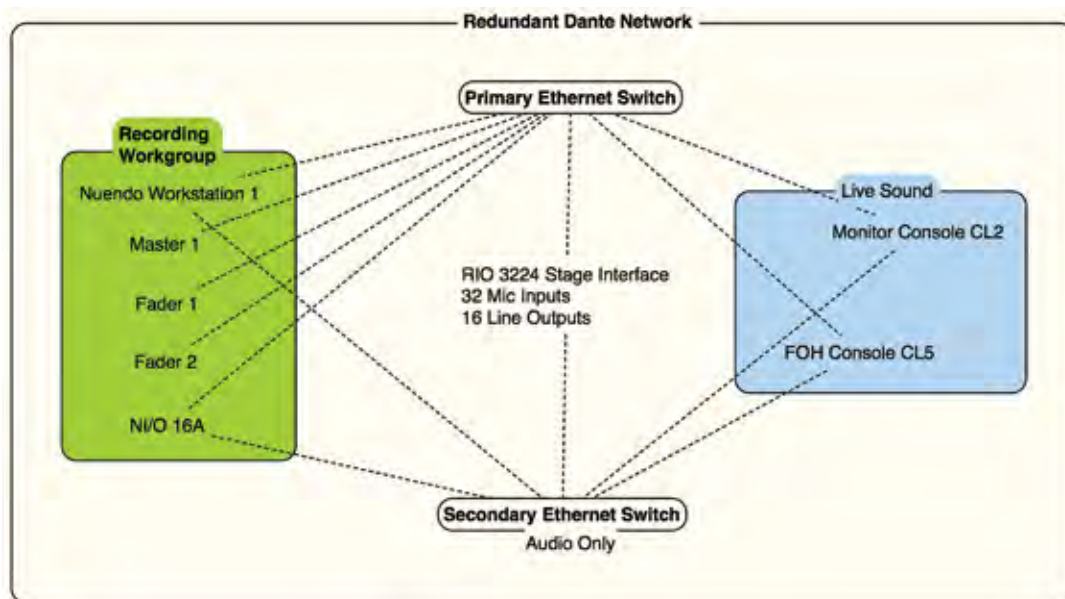 Redundant Dante Network
Primary Ethernet Switch
Recording
Workgroup
Nuendo Workstation 1
Master 1
Fader 1
Fader 2
NI/O 16A
RIO 3224 Stage Interface
32 Mic Inputs
16 Line Outputs
Live Sound
Monitor Console CL2
FOH Console CL5
Secondary Ethernet Switch
Audio Only